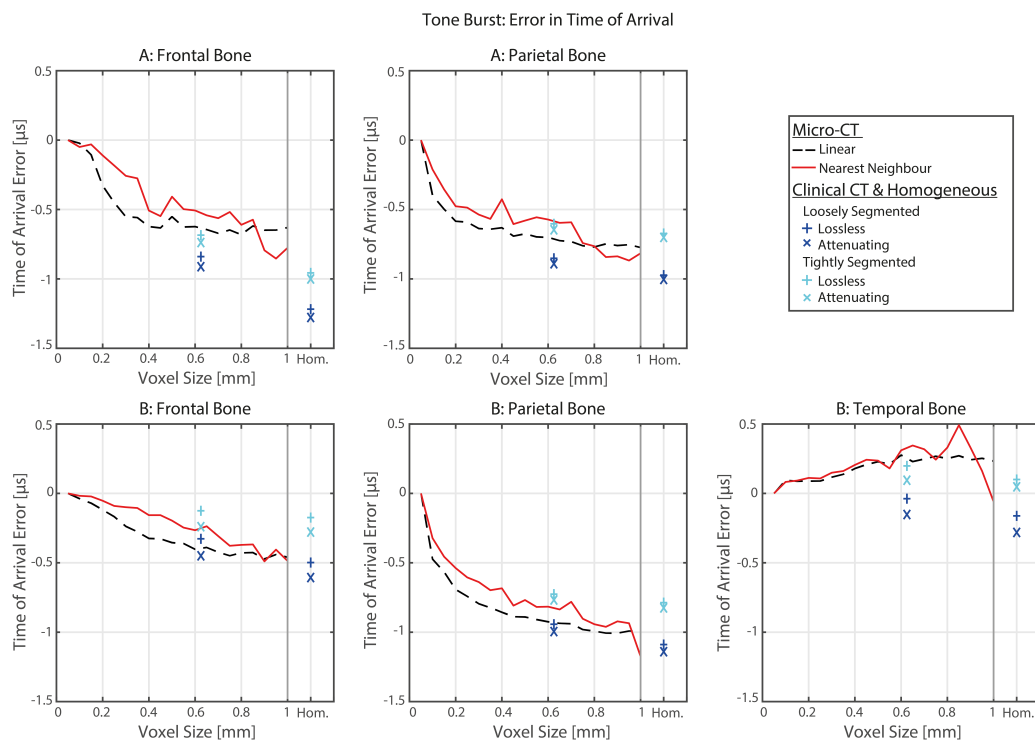 Tone Burst: Error in Time of Arrival
A: Frontal Bone
Time of Arrival Error [µs]
0.5
0
-0.5
-1
-1.5
0 0.2 0.4 0.6 0.8 1 Hom.
Voxel Size [mm]
A: Parietal Bone
Time of Arrival Error [µs]
0.5
0
-0.5
-1
-1.5
0 0.2 0.4 0.6 0.8 1 Hom.
Voxel Size [mm]
Micro-CT
Linear
Nearest Neighbour
Clinical CT & Homogeneous
Loosely Segmented
Lossless
Attenuating
Tightly Segmented
Lossless
Attenuating
B: Frontal Bone
Time of Arrival Error [µs]
0.5
0
-0.5
-1
-1.5
0 0.2 0.4 0.6 0.8 1 Hom.
Voxel Size [mm]
B: Parietal Bone
Time of Arrival Error [µs]
0.5
0
-0.5
-1
-1.5
0 0.2 0.4 0.6 0.8 1 Hom.
Voxel Size [mm]
B: Temporal Bone
Time of Arrival Error [µs]
0.5
0
-0.5
-1
-1.5
0 0.2 0.4 0.6 0.8 1 Hom.
Voxel Size [mm]